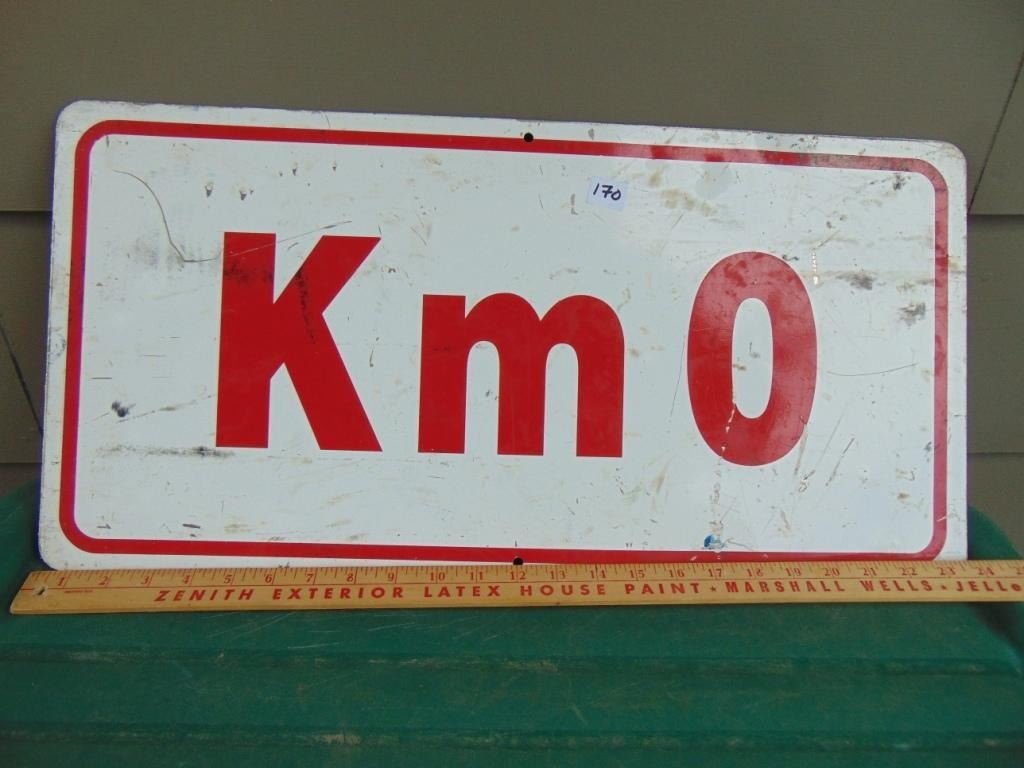 170
Km 0
1 2 3 4 5 6 7 8 9 10 11 12 13 14 15 16 17 18 19 20 21 22 23 24
ZENITH EXTERIOR LATEX HOUSE PAINT ★ MARSHALL WELLS ★ JELL